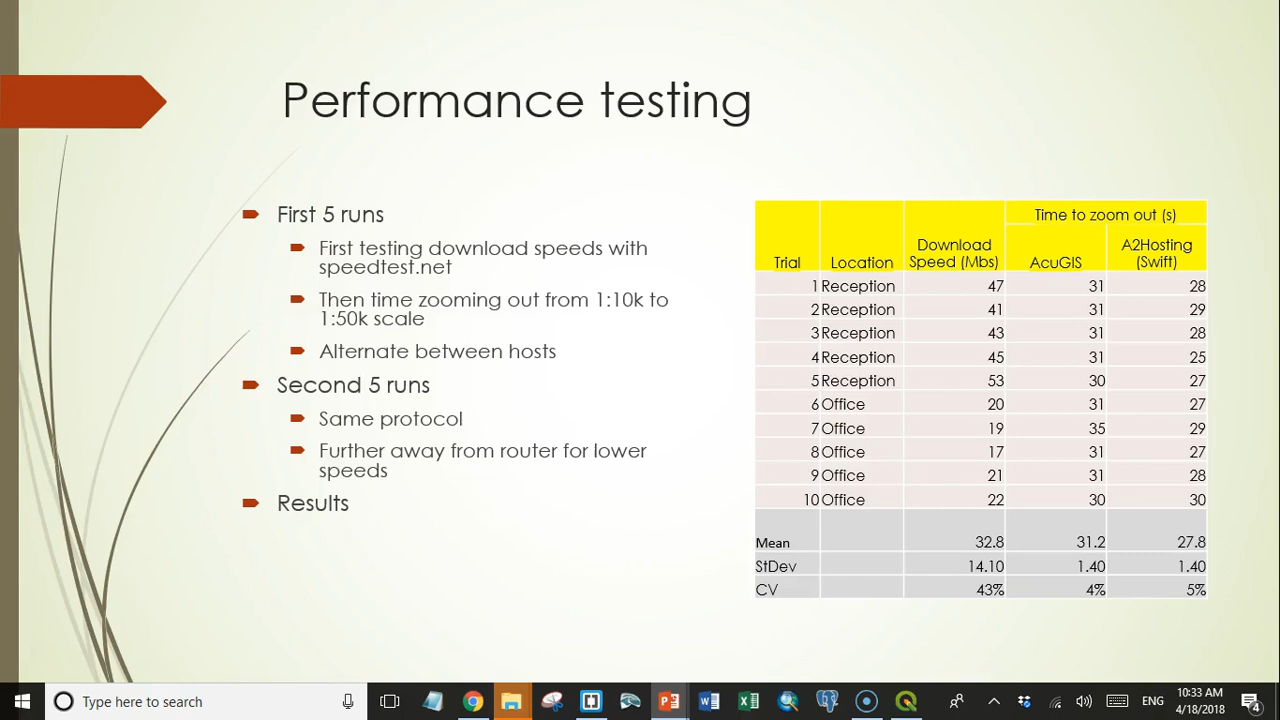 Performance testing
First 5 runs
First testing download speeds with
speedtest.net
Then time zooming out from 1:10k to
1:50k scale
Alternate between hosts
Second 5 runs
Same protocol
Further away from router for lower
speeds
Results
Time to zoom out (s)
Trial Location Download Speed (Mbs) AcuGIS A2Hosting (Swift)
1 Reception 47 31 28
2 Reception 41 31 29
3 Reception 43 31 28
4 Reception 45 31 25
5 Reception 53 30 27
6 Office 20 31 27
7 Office 19 35 29
8 Office 17 31 27
9 Office 21 31 28
10 Office 22 30 30
Mean 32.8 31.2 27.8
StDev 14.10 1.40 1.40
CV 43% 4% 5%
Type here to search
ENG
10:33 AM
4/18/2018
4